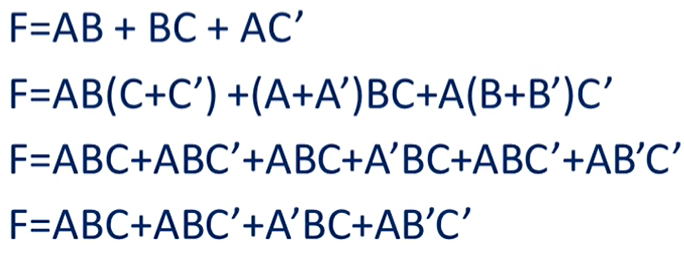 F=AB + BC + AC’
F=AB(C+C’) +(A+A’)BC+A(B+B’)C’
F=ABC+ABC’+ABC+A’BC+ABC’+AB’C’
F=ABC+ABC’+A’BC+AB’C’